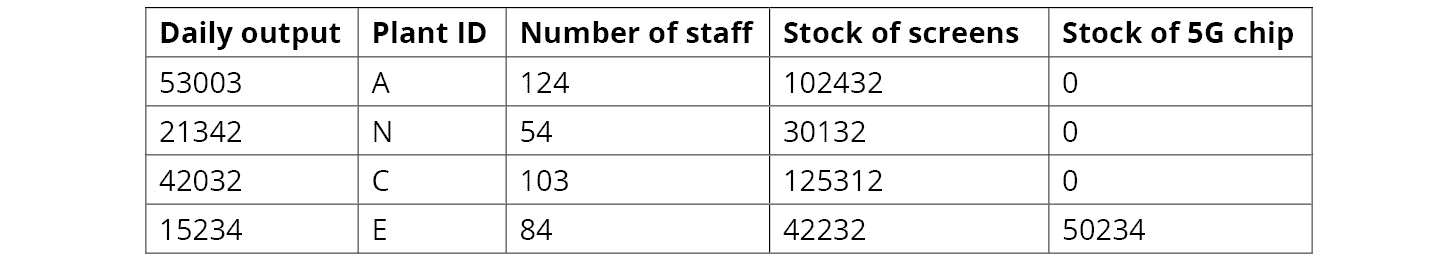 Daily output Plant ID Number of staff Stock of screens Stock of 5G chip
53003 A 124 102432 0
21342 N 54 30132 0
42032 C 103 125312 0
15234 E 84 42232 50234